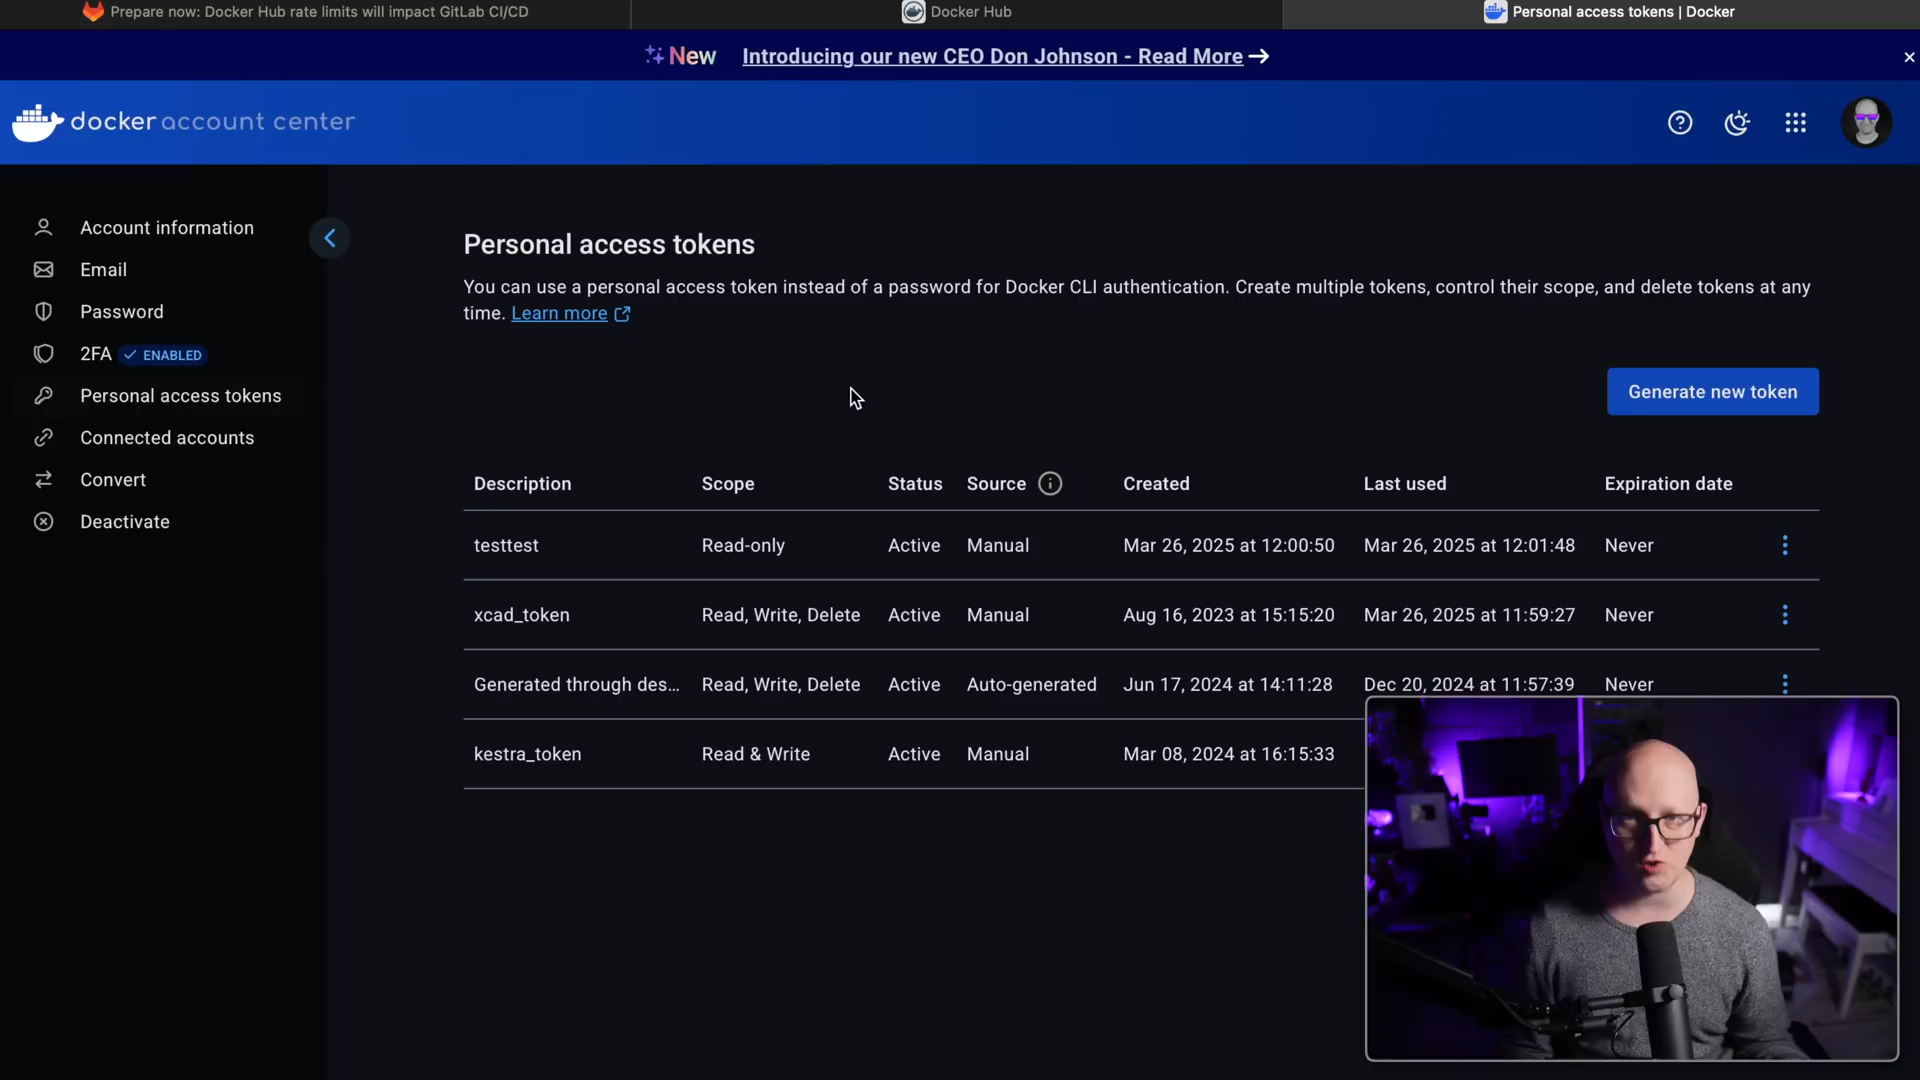 Prepare now: Docker Hub rate limits will impact GitLab CI/CD
Docker Hub
Personal access tokens | Docker
New Introducing our new CEO Don Johnson - Read More →
docker account center
Account information
Email
Password
2FA ENABLED
Personal access tokens
Connected accounts
Convert
Deactivate
Personal access tokens
You can use a personal access token instead of a password for Docker CLI authentication. Create multiple tokens, control their scope, and delete tokens at any
time. Learn more
Generate new token
Description Scope Status Source Created Last used Expiration date
testtest Read-only Active Manual Mar 26, 2025 at 12:00:50 Mar 26, 2025 at 12:01:48 Never
xcad_token Read, Write, Delete Active Manual Aug 16, 2023 at 15:15:20 Mar 26, 2025 at 11:59:27 Never
Generated through des... Read, Write, Delete Active Auto-generated Jun 17, 2024 at 14:11:28 Dec 20, 2024 at 11:57:39 Never
kestra_token Read & Write Active Manual Mar 08, 2024 at 16:15:33